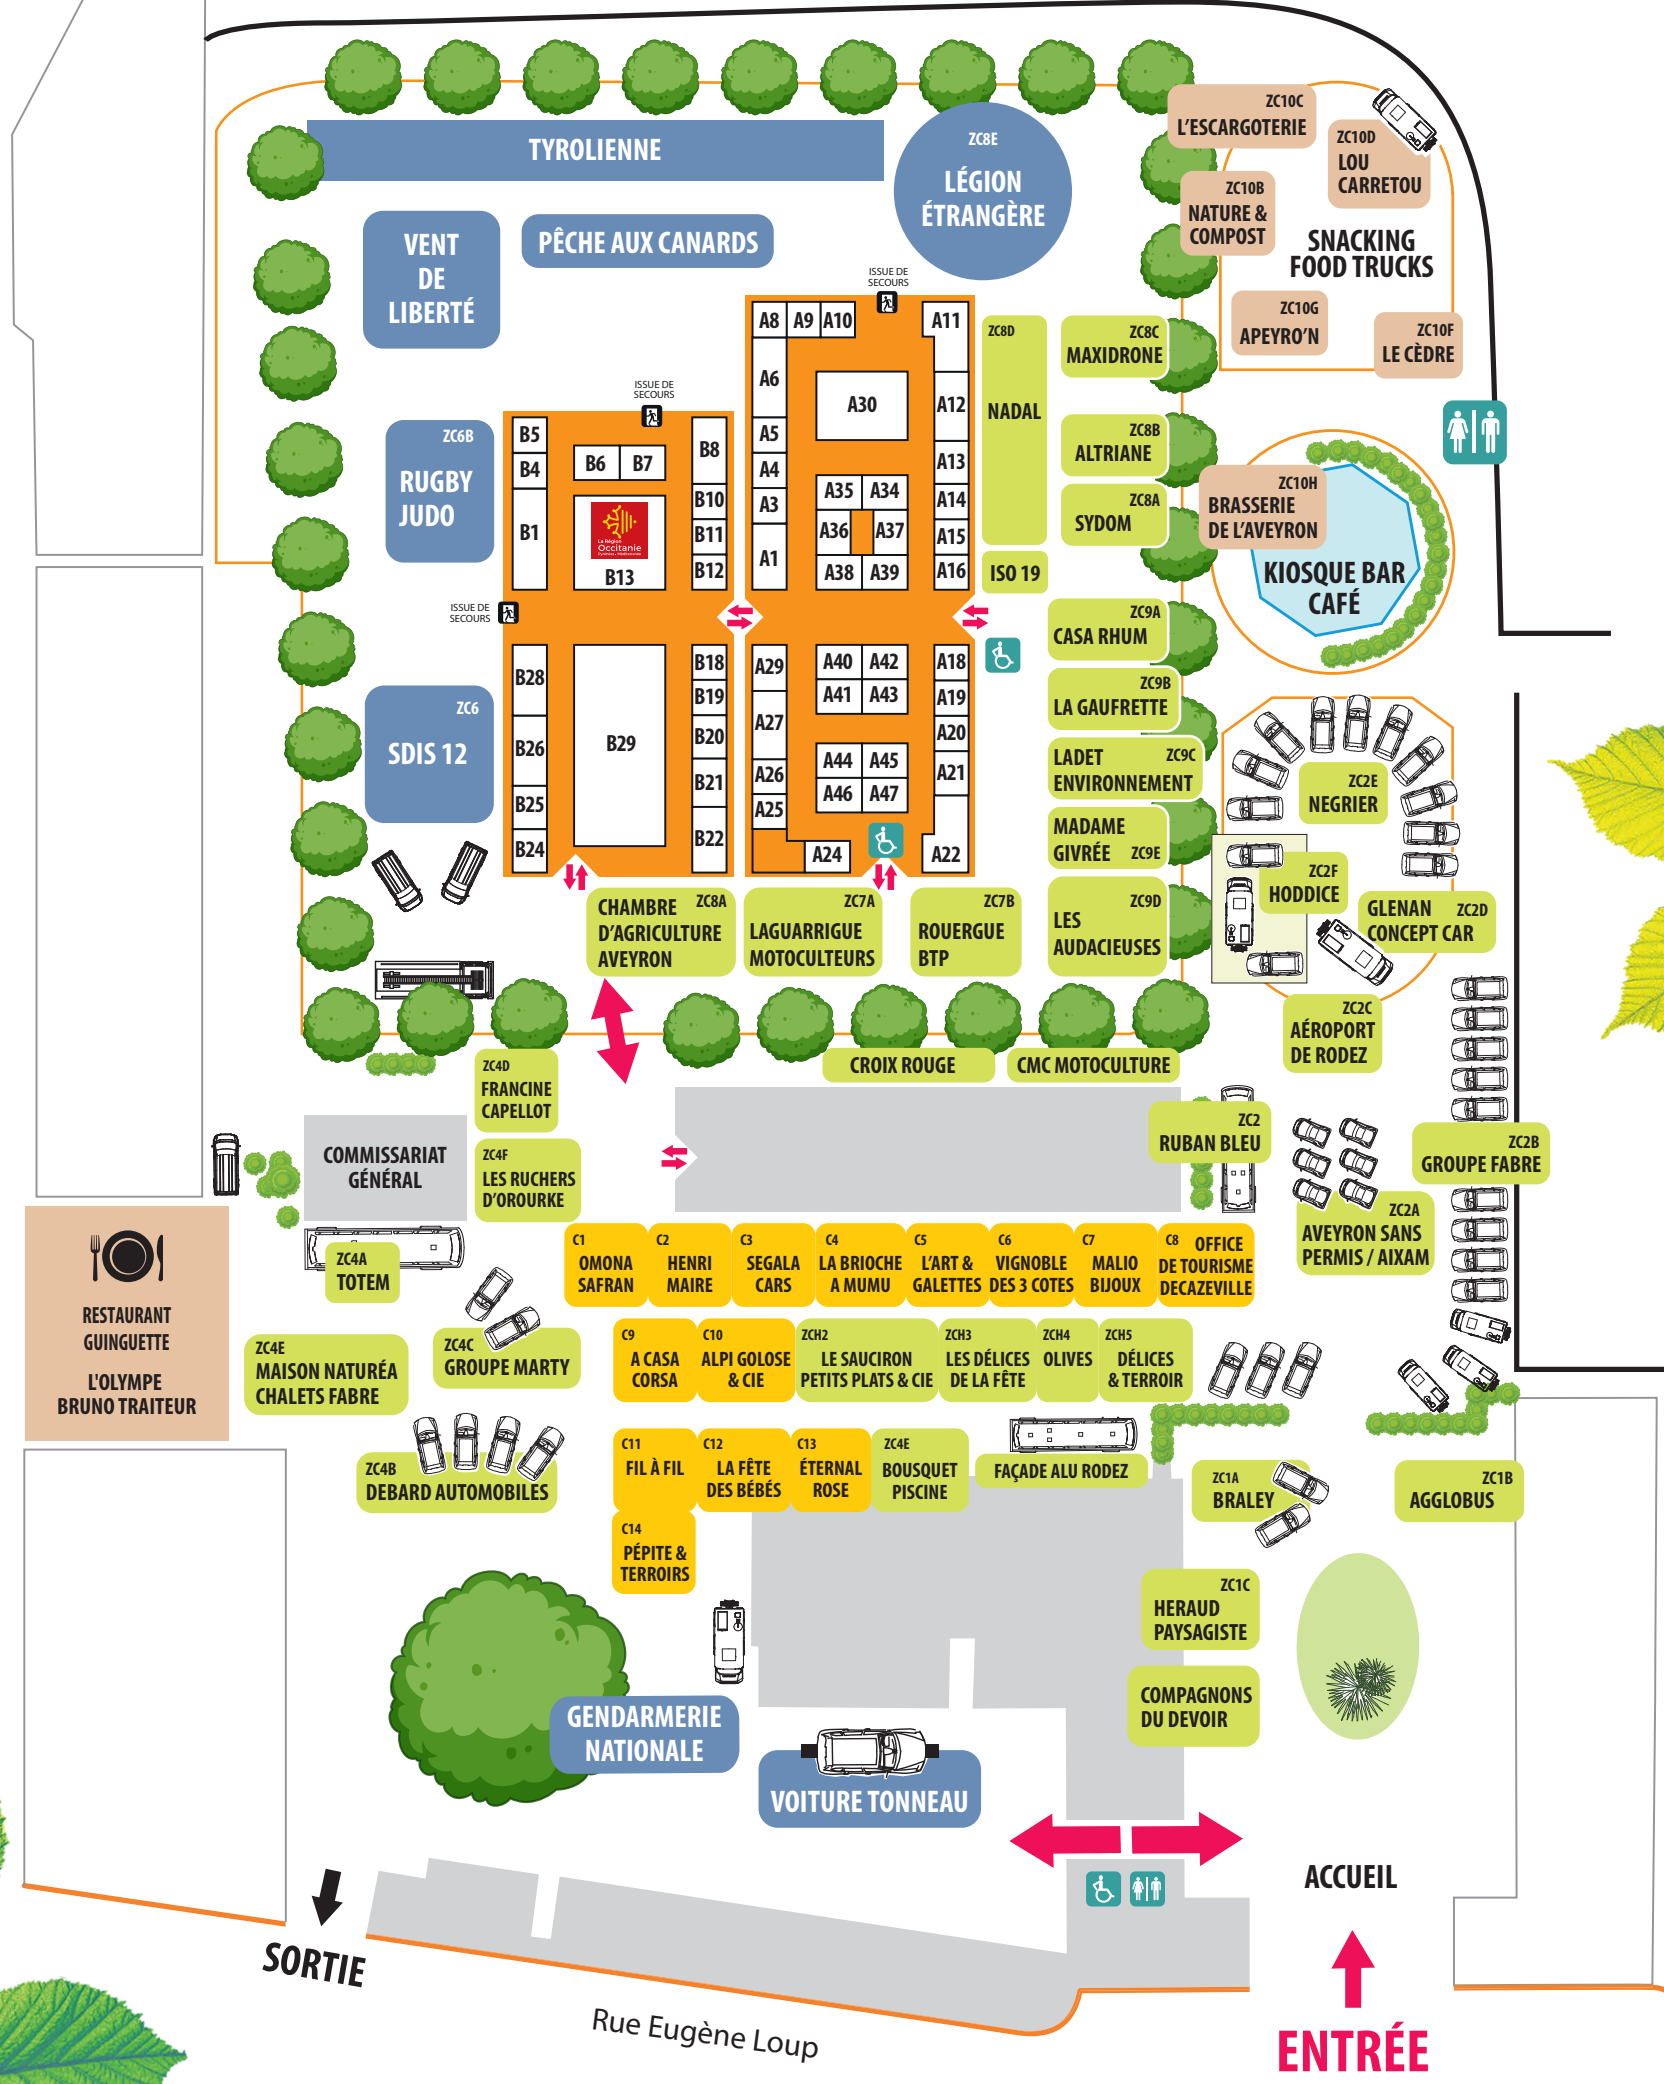 TYROLIENNE
ZC8E
LÉGION
ÉTRANGÈRE
VENT
DE
LIBERTÉ
PÊCHE AUX CANARDS
ZC10C
L'ESCARGOTERIE
ZC10D
LOU
CARRETOU
ZC10B
NATURE &
COMPOST
SNACKING
FOOD TRUCKS
ZC10G
APEYRO'N
ZC10F
LE CÈDRE
ISSUE DE
SECOURS
A8
A9
A10
A11
A6
A30
A12
A5
A4
A13
A3
A35
A34
A14
A36
A37
A15
A1
A38
A39
A16
ZC8D
NADAL
ISO 19
ZC8C
MAXIDRONE
ZC8B
ALTRIANE
ZC8A
SYDOM
ZC10H
BRASSERIE
DE L'AVEYRON
KIOSQUE BAR
CAFÉ
ISSUE DE
SECOURS
ZC6B
RUGBY
JUDO
B5
B4
B1
B6
B7
B8
B10
B11
B12
La Région
Occitanie
Pyrénées - Méditerranée
B13
ISSUE DE
SECOURS
ZC6
SDIS 12
B28
B26
B25
B24
B29
B18
B19
B20
B21
B22
A29
A27
A26
A25
A24
A40
A42
A41
A43
A44
A45
A46
A47
A18
A19
A20
A21
A22
ZC9A
CASA RHUM
ZC9B
LA GAUFRETTE
LADET ZC9C
ENVIRONNEMENT
MADAME
GIVRÉE ZC9E
ZC9D
LES
AUDACIEUSES
ZC2E
NEGRIER
ZC2F
HODDICE
GLENAN ZC2D
CONCEPT CAR
ZC2C
AÉROPORT
DE RODEZ
CHAMBRE ZC8A
D'AGRICULTURE
AVEYRON
ZC7A
LAGUARRIGUE
MOTOCULTEURS
ZC7B
ROUERGUE
BTP
CROIX ROUGE
CMC MOTOCULTURE
ZC4D
FRANCINE
CAPELLOT
COMMISSARIAT
GÉNÉRAL
ZC4F
LES RUCHERS
D'OROURKE
ZC2
RUBAN BLEU
ZC2B
GROUPE FABRE
ZC2A
AVEYRON SANS
PERMIS / AIXAM
RESTAURANT
GUINGUETTE
L'OLYMPE
BRUNO TRAITEUR
ZC4A
TOTEM
ZC4E
MAISON NATURÉA
CHALETS FABRE
ZC4C
GROUPE MARTY
ZC4B
DEBARD AUTOMOBILES
C1
OMONA
SAFRAN
C2
HENRI
MAIRE
C3
SEGALA
CARS
C4
LA BRIOCHE
A MUMU
C5
L'ART &
GALETTES
C6
VIGNOBLE
DES 3 COTES
C7
MALIO
BIJOUX
C8 OFFICE
DE TOURISME
DECAZEVILLE
C9
A CASA
CORSA
C10
ALPI GOLOSE
& CIE
ZCH2
LE SAUCIRON
PETITS PLATS & CIE
ZCH3
LES DÉLICES
DE LA FÊTE
ZCH4
OLIVES
ZCH5
DÉLICES
& TERROIR
C11
FIL À FIL
C12
LA FÊTE
DES BÉBÉS
C13
ÉTERNAL
ROSE
ZC4E
BOUSQUET
PISCINE
FAÇADE ALU RODEZ
C14
PÉPITE &
TERROIRS
ZC1A
BRALEY
ZC1B
AGGLOBUS
ZC1C
HERAUD
PAYSAGISTE
COMPAGNONS
DU DEVOIR
GENDARMERIE
NATIONALE
VOITURE TONNEAU
ACCUEIL
SORTIE
Rue Eugène Loup
ENTRÉE